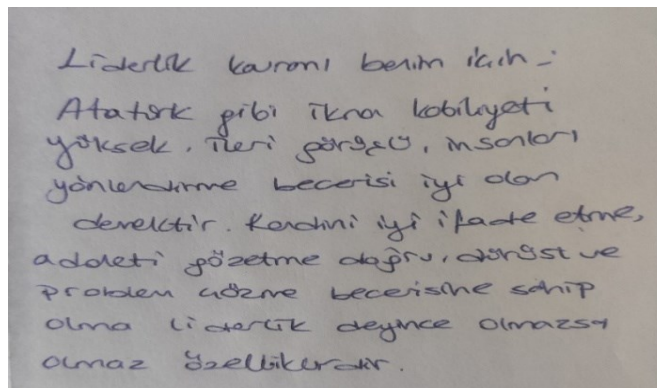 Liderlik kavramı benim için -:
Atatürk gibi ikna kabiliyeti
yüksek, ileri görüşlü, insanları
yönlendirme becerisi iyi olan
demektir. Kendini iyi ifade etme,
adaleti gözetme doğru, dürüst ve
problem çözme becerisine sahip
olma liderlik deyince olmazsa
olmaz özelliklerdir.